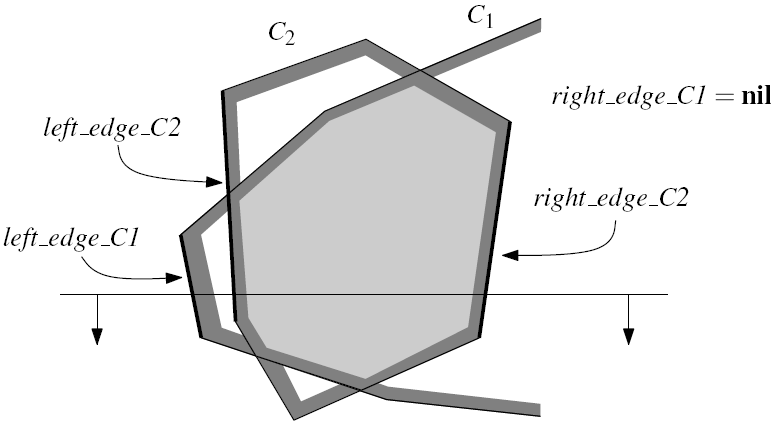 C1
C2
right_edge_C1 = nil
left_edge_C2
right_edge_C2
left_edge_C1